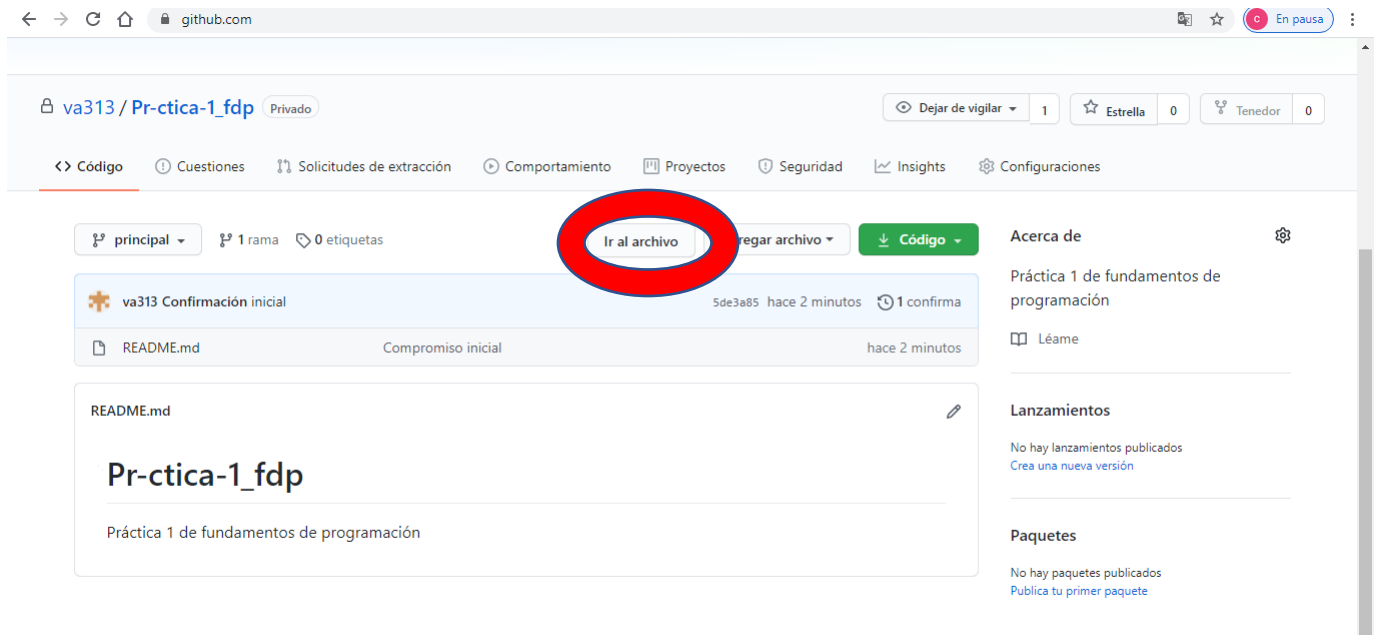 github.com
C
En pausa
va313 / Pr-ctica-1_fdp Privado
Dejar de vigilar 1
Estrella 0
Tenedor 0
<> Código
Cuestiones
Solicitudes de extracción
Comportamiento
Proyectos
Seguridad
Insights
Configuraciones
principal
1 rama
0 etiquetas
Ir al archivo
regar archivo
Código
va313 Confirmación inicial
5de3a85 hace 2 minutos
1 confirma
README.md
Compromiso inicial
hace 2 minutos
README.md
Pr-ctica-1_fdp
Práctica 1 de fundamentos de programación
Acerca de
Práctica 1 de fundamentos de
programación
Léame
Lanzamientos
No hay lanzamientos publicados
Crea una nueva versión
Paquetes
No hay paquetes publicados
Publica tu primer paquete